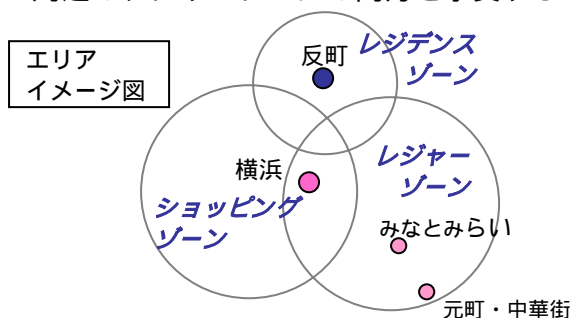 エリア
イメージ図
反町
レジデンス
ゾーン
横浜
レジャー
ゾーン
ショッピング
ゾーン
みなとみらい
元町・中華街